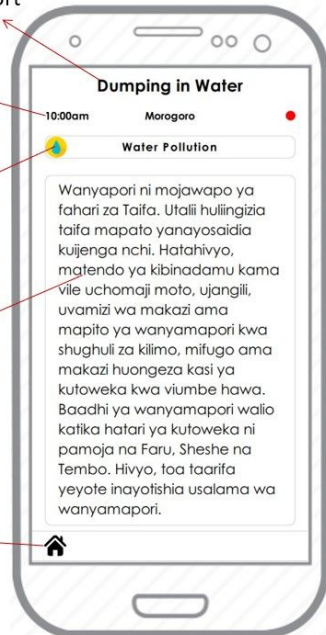 Dumping in Water
10:00am Morogoro
Water Pollution
Wanyapori ni mojawapo ya
fahari za Taifa. Utalii huliingizia
taifa mapato yanayosaidia
kuijenga nchi. Hatahivyo,
matendo ya kibinadamu kama
vile uchomaji moto, ujangili,
uvamizi wa makazi ama
mapito ya wanyamapori kwa
shughuli za kilimo, mifugo ama
makazi huongeza kasi ya
kutoweka kwa viumbe hawa.
Baadhi ya wanyamapori walio
katika hatari ya kutoweka ni
pamoja na Faru, Sheshe na
Tembo. Hivyo, toa taarifa
yeyote inayotishia usalama wa
wanyamapori.